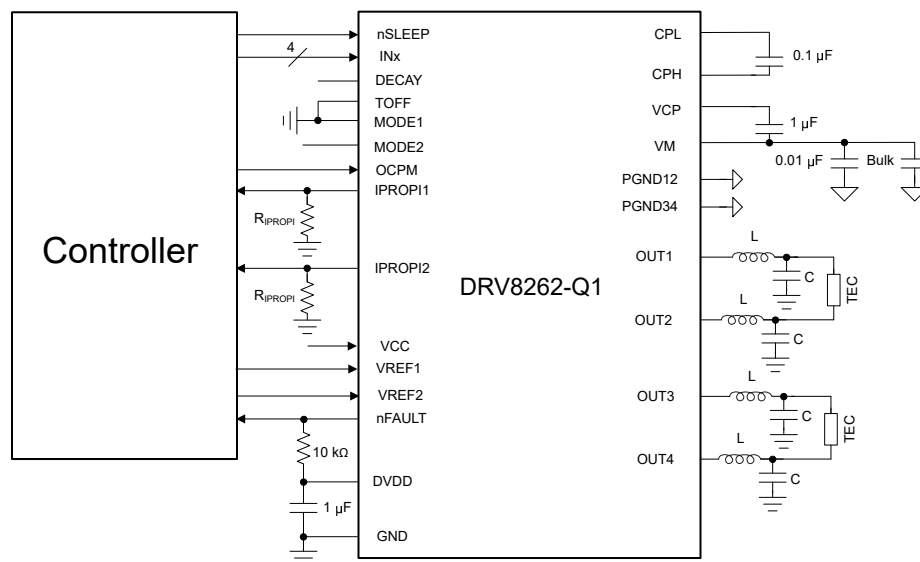 Controller
4
R_IPROPI
R_IPROPI
10 kΩ
1 µF
nSLEEP
INx
DECAY
TOFF
MODE1
MODE2
OCPM
IPROPI1
IPROPI2
VCC
VREF1
VREF2
nFAULT
DVDD
GND
DRV8262-Q1
CPL
CPH
VCP
VM
PGND12
PGND34
OUT1
OUT2
OUT3
OUT4
0.1 µF
1 µF
0.01 µF
Bulk
L
C
TEC
L
C
L
C
TEC
L
C